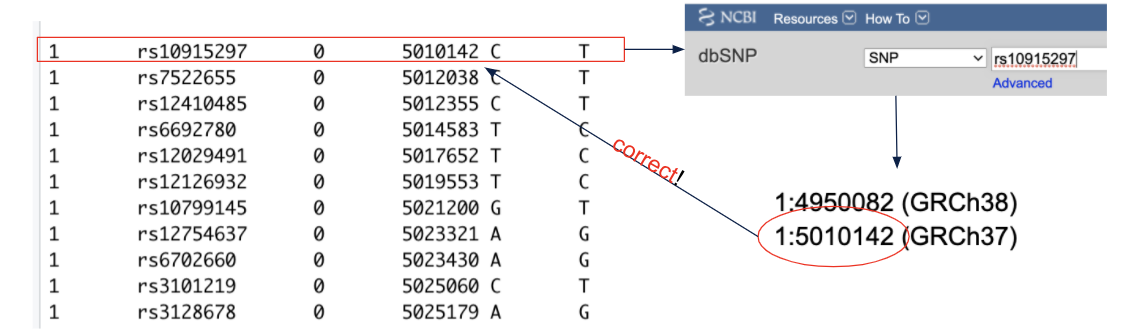 1 rs10915297 0 5010142 C T
1 rs7522655 0 5012038 C T
1 rs12410485 0 5012355 C T
1 rs6692780 0 5014583 T C
1 rs12029491 0 5017652 T C
1 rs12126932 0 5019553 T C
1 rs10799145 0 5021200 G T
1 rs12754637 0 5023321 A G
1 rs6702660 0 5023430 A G
1 rs3101219 0 5025060 C T
1 rs3128678 0 5025179 A G
correct!
NCBI Resources How To
dbSNP SNP rs10915297
Advanced
1:4950082 (GRCh38)
1:5010142 (GRCh37)